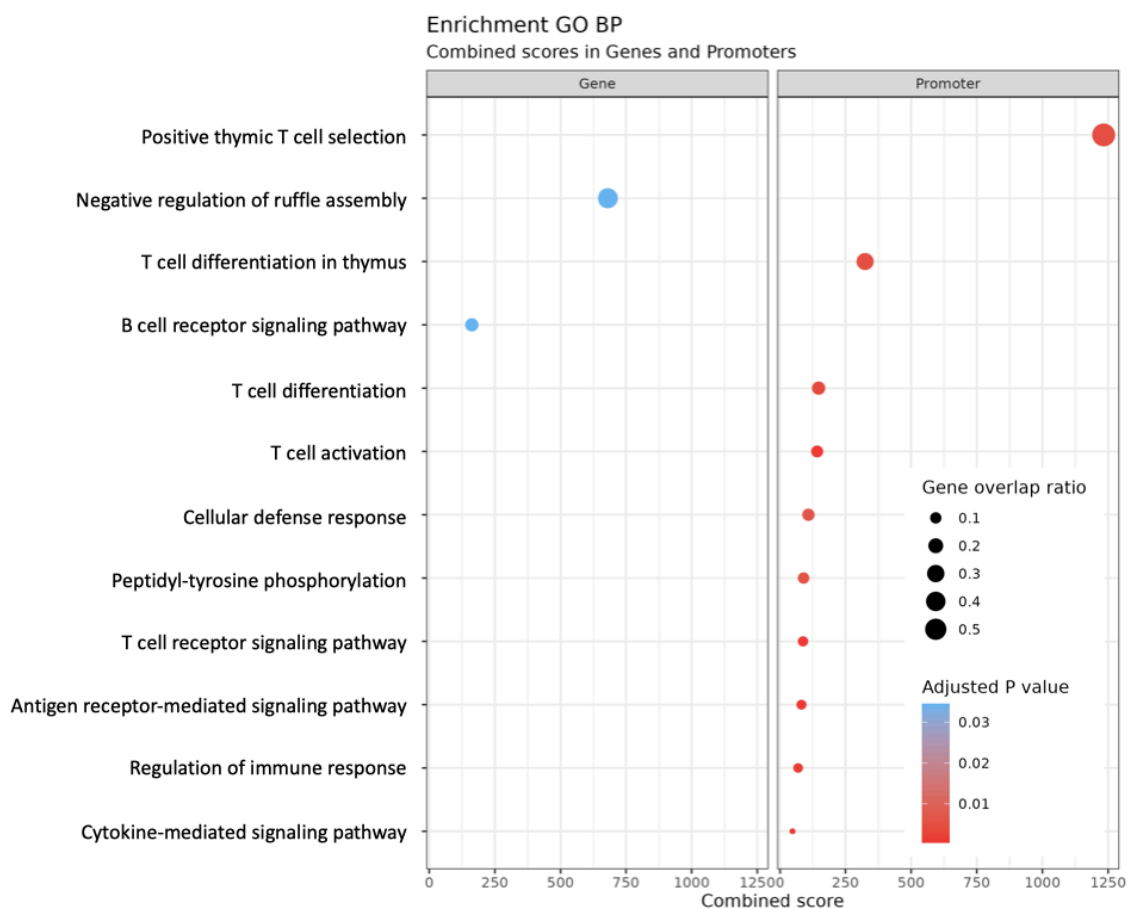 Enrichment GO BP
Combined scores in Genes and Promoters
Gene
Promoter
Positive thymic T cell selection
Negative regulation of ruffle assembly
T cell differentiation in thymus
B cell receptor signaling pathway
T cell differentiation
T cell activation
Cellular defense response
Peptidyl-tyrosine phosphorylation
T cell receptor signaling pathway
Antigen receptor-mediated signaling pathway
Regulation of immune response
Cytokine-mediated signaling pathway
Gene overlap ratio
0.1
0.2
0.3
0.4
0.5
Adjusted P value
0.03
0.02
0.01
0 250 500 750 1000 1250
0 250 500 750 1000 1250
Combined score